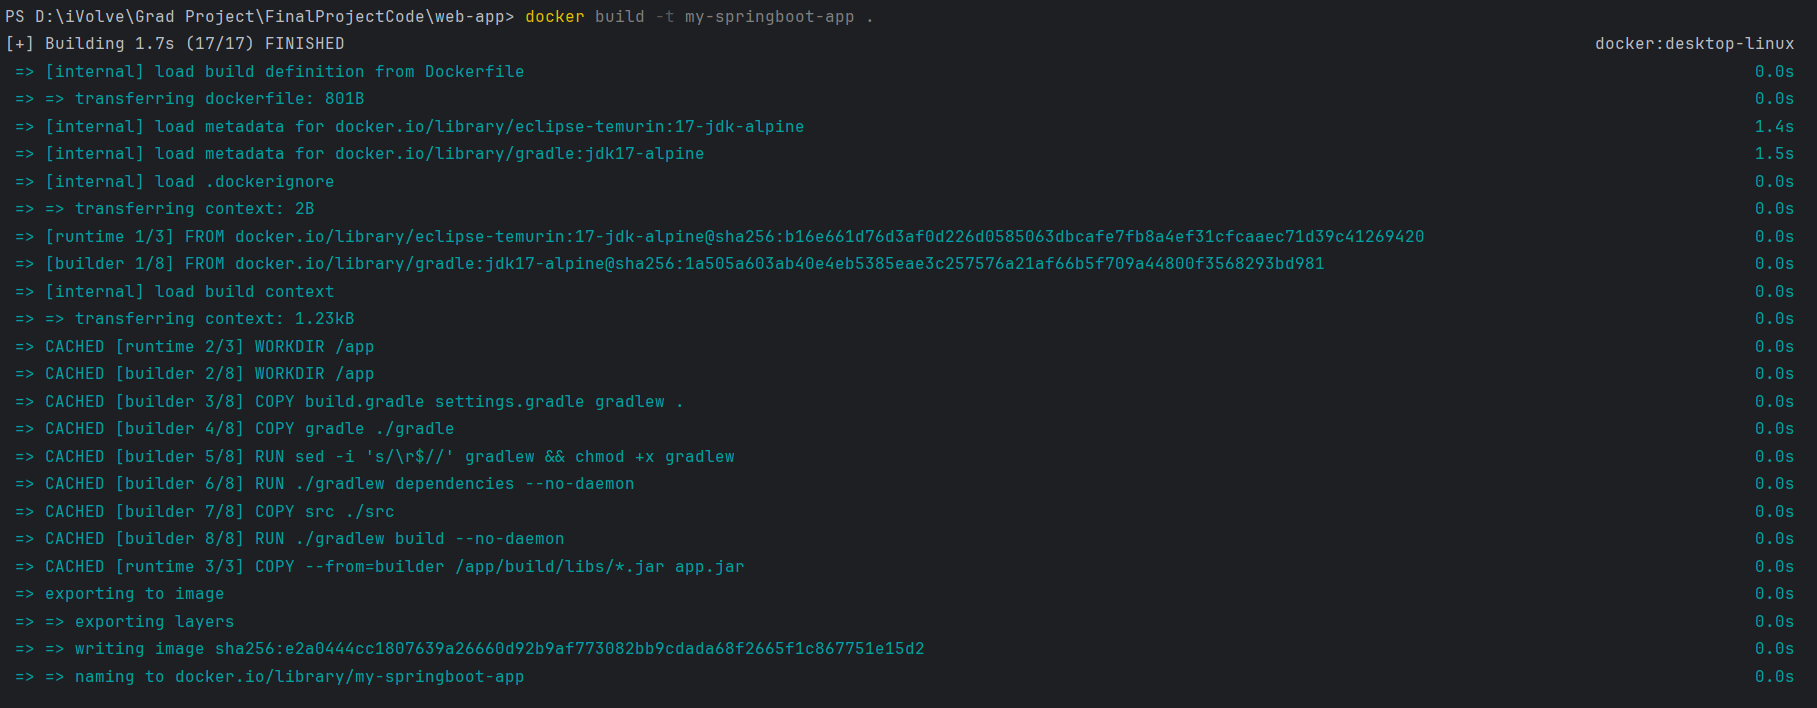 PS D:\iVolve\Grad Project\FinalProjectCode\web-app> docker build -t my-springboot-app .
[+] Building 1.7s (17/17) FINISHED docker:desktop-linux
=> [internal] load build definition from Dockerfile 0.0s
=> => transferring dockerfile: 801B 0.0s
=> [internal] load metadata for docker.io/library/eclipse-temurin:17-jdk-alpine 1.4s
=> [internal] load metadata for docker.io/library/gradle:jdk17-alpine 1.5s
=> [internal] load .dockerignore 0.0s
=> => transferring context: 2B 0.0s
=> [runtime 1/3] FROM docker.io/library/eclipse-temurin:17-jdk-alpine@sha256:b16e661d76d3af0d226d0585063dbcafe7fb8a4ef31cfcaaec71d39c41269420 0.0s
=> [builder 1/8] FROM docker.io/library/gradle:jdk17-alpine@sha256:1a505a603ab40e4eb5385eae3c257576a21af66b5f709a44800f3568293bd981 0.0s
=> [internal] load build context 0.0s
=> => transferring context: 1.23kB 0.0s
=> CACHED [runtime 2/3] WORKDIR /app 0.0s
=> CACHED [builder 2/8] WORKDIR /app 0.0s
=> CACHED [builder 3/8] COPY build.gradle settings.gradle gradlew . 0.0s
=> CACHED [builder 4/8] COPY gradle ./gradle 0.0s
=> CACHED [builder 5/8] RUN sed -i 's/\r$//' gradlew && chmod +x gradlew 0.0s
=> CACHED [builder 6/8] RUN ./gradlew dependencies --no-daemon 0.0s
=> CACHED [builder 7/8] COPY src ./src 0.0s
=> CACHED [builder 8/8] RUN ./gradlew build --no-daemon 0.0s
=> CACHED [runtime 3/3] COPY --from=builder /app/build/libs/*.jar app.jar 0.0s
=> exporting to image 0.0s
=> => exporting layers 0.0s
=> => writing image sha256:e2a0444cc1807639a26660d92b9af773082bb9cdada68f2665f1c867751e15d2 0.0s
=> => naming to docker.io/library/my-springboot-app 0.0s